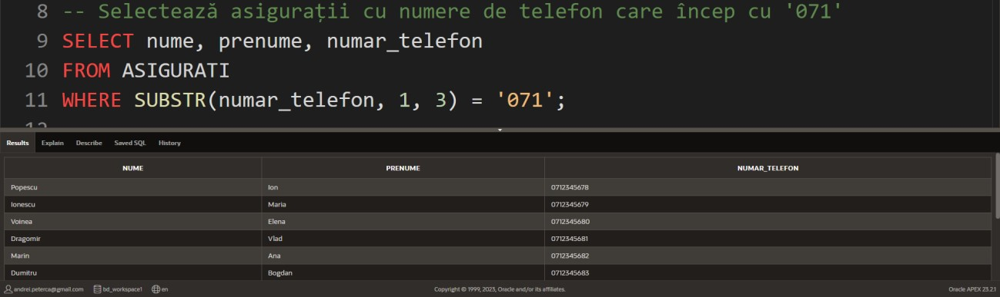 8 -- Selectează asigurații cu numere de telefon care încep cu '071'
9 SELECT nume, prenume, numar_telefon
10 FROM ASIGURATI
11 WHERE SUBSTR(numar_telefon, 1, 3) = '071';
12
Results Explain Describe Saved SQL History
NUME PRENUME NUMAR_TELEFON
Popescu Ion 0712345678
Ionescu Maria 0712345679
Voinea Elena 0712345680
Dragomir Vlad 0712345681
Marin Ana 0712345682
Dumitru Bogdan 0712345683
andrei.peterca@gmail.com bd_workspace1 en Copyright © 1999, 2023, Oracle and/or its affiliates. Oracle APEX 23.2.1